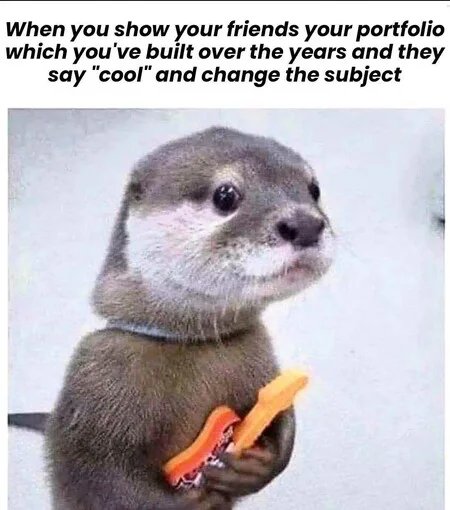 When you show your friends your portfolio
which you've built over the years and they
say "cool" and change the subject